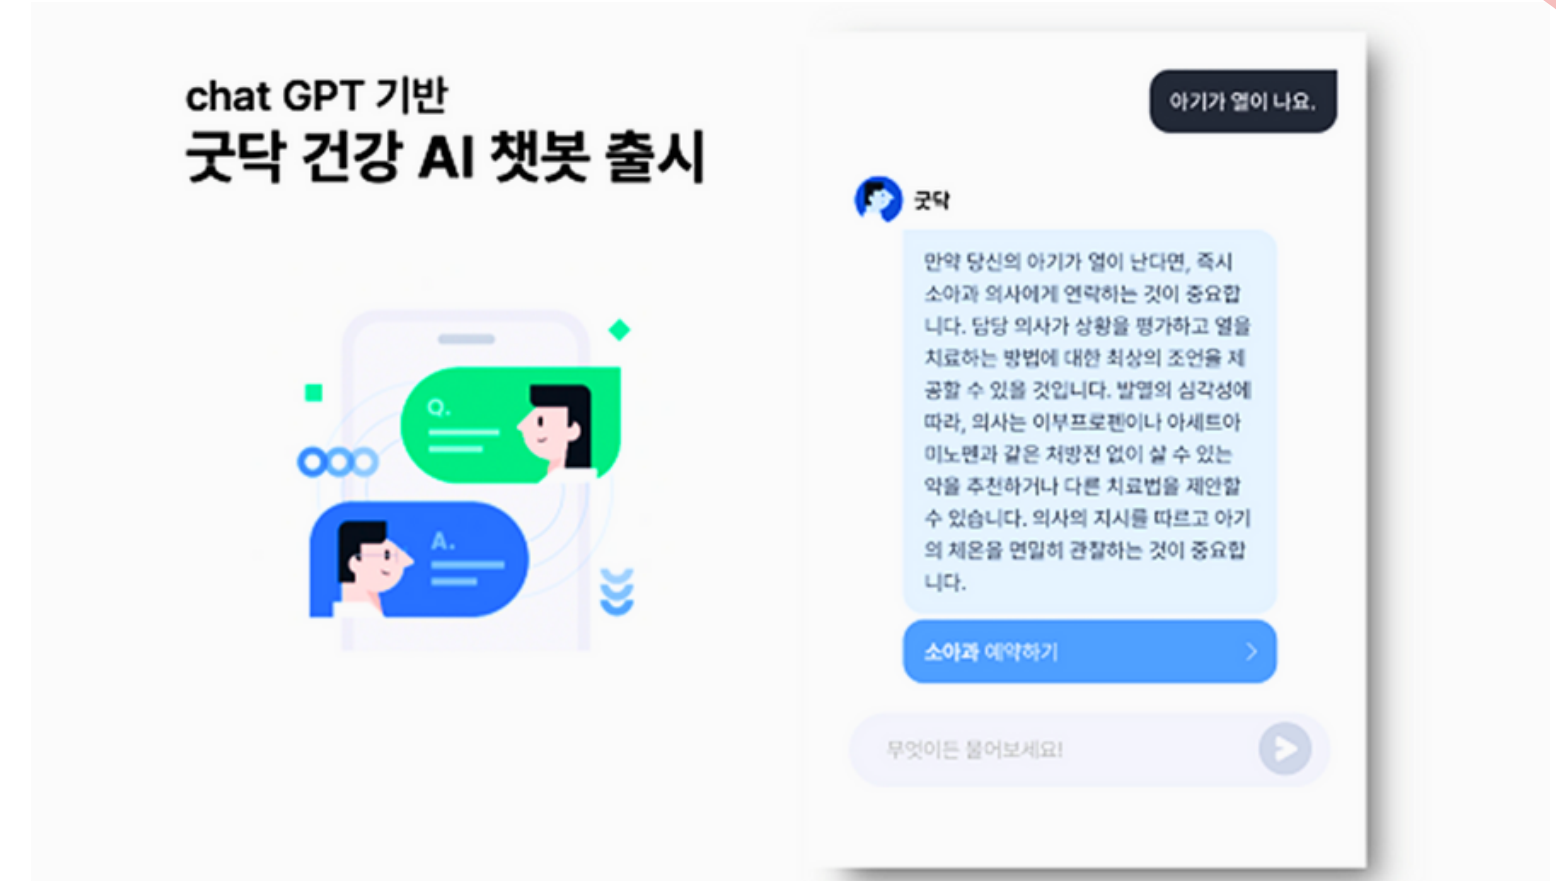 chat GPT 기반
굿닥 건강 AI 챗봇 출시
Q.
A.
아기가 열이 나요.
굿닥
만약 당신의 아기가 열이 난다면, 즉시
소아과 의사에게 연락하는 것이 중요합
니다. 담당 의사가 상황을 평가하고 열을
치료하는 방법에 대한 최상의 조언을 제
공할 수 있을 것입니다. 발열의 심각성에
따라, 의사는 이부프로펜이나 아세트아
미노펜과 같은 처방전 없이 살 수 있는
약을 추천하거나 다른 치료법을 제안할
수 있습니다. 의사의 지시를 따르고 아기
의 체온을 면밀히 관찰하는 것이 중요합
니다.
소아과 예약하기
무엇이든 물어보세요!